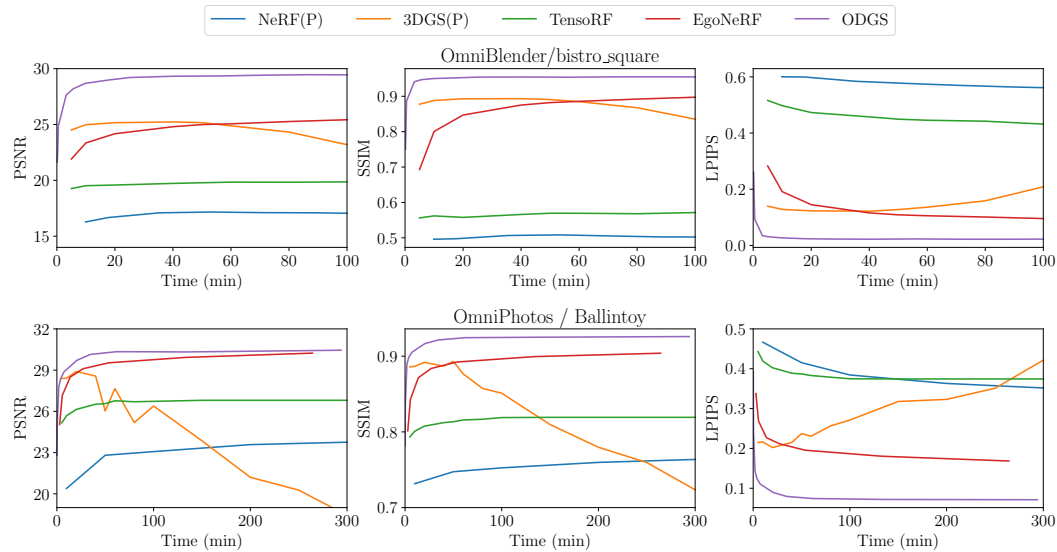 NeRF(P) 3DGS(P) TensoRF EgoNeRF ODGS
OmniBlender/bistro_square
PSNR
30
25
20
15
0 20 40 60 80 100
Time (min)
SSIM
0.9
0.8
0.7
0.6
0.5
0 20 40 60 80 100
Time (min)
LPIPS
0.6
0.4
0.2
0.0
0 20 40 60 80 100
Time (min)
OmniPhotos / Ballintoy
PSNR
32
29
26
23
20
0 100 200 300
Time (min)
SSIM
0.9
0.8
0.7
0 100 200 300
Time (min)
LPIPS
0.5
0.4
0.3
0.2
0.1
0 100 200 300
Time (min)